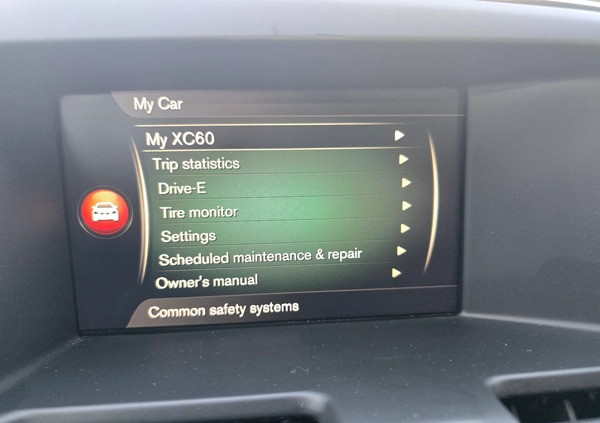 My Car
My XC60
Trip statistics
Drive-E
Tire monitor
Settings
Scheduled maintenance & repair
Owner's manual
Common safety systems